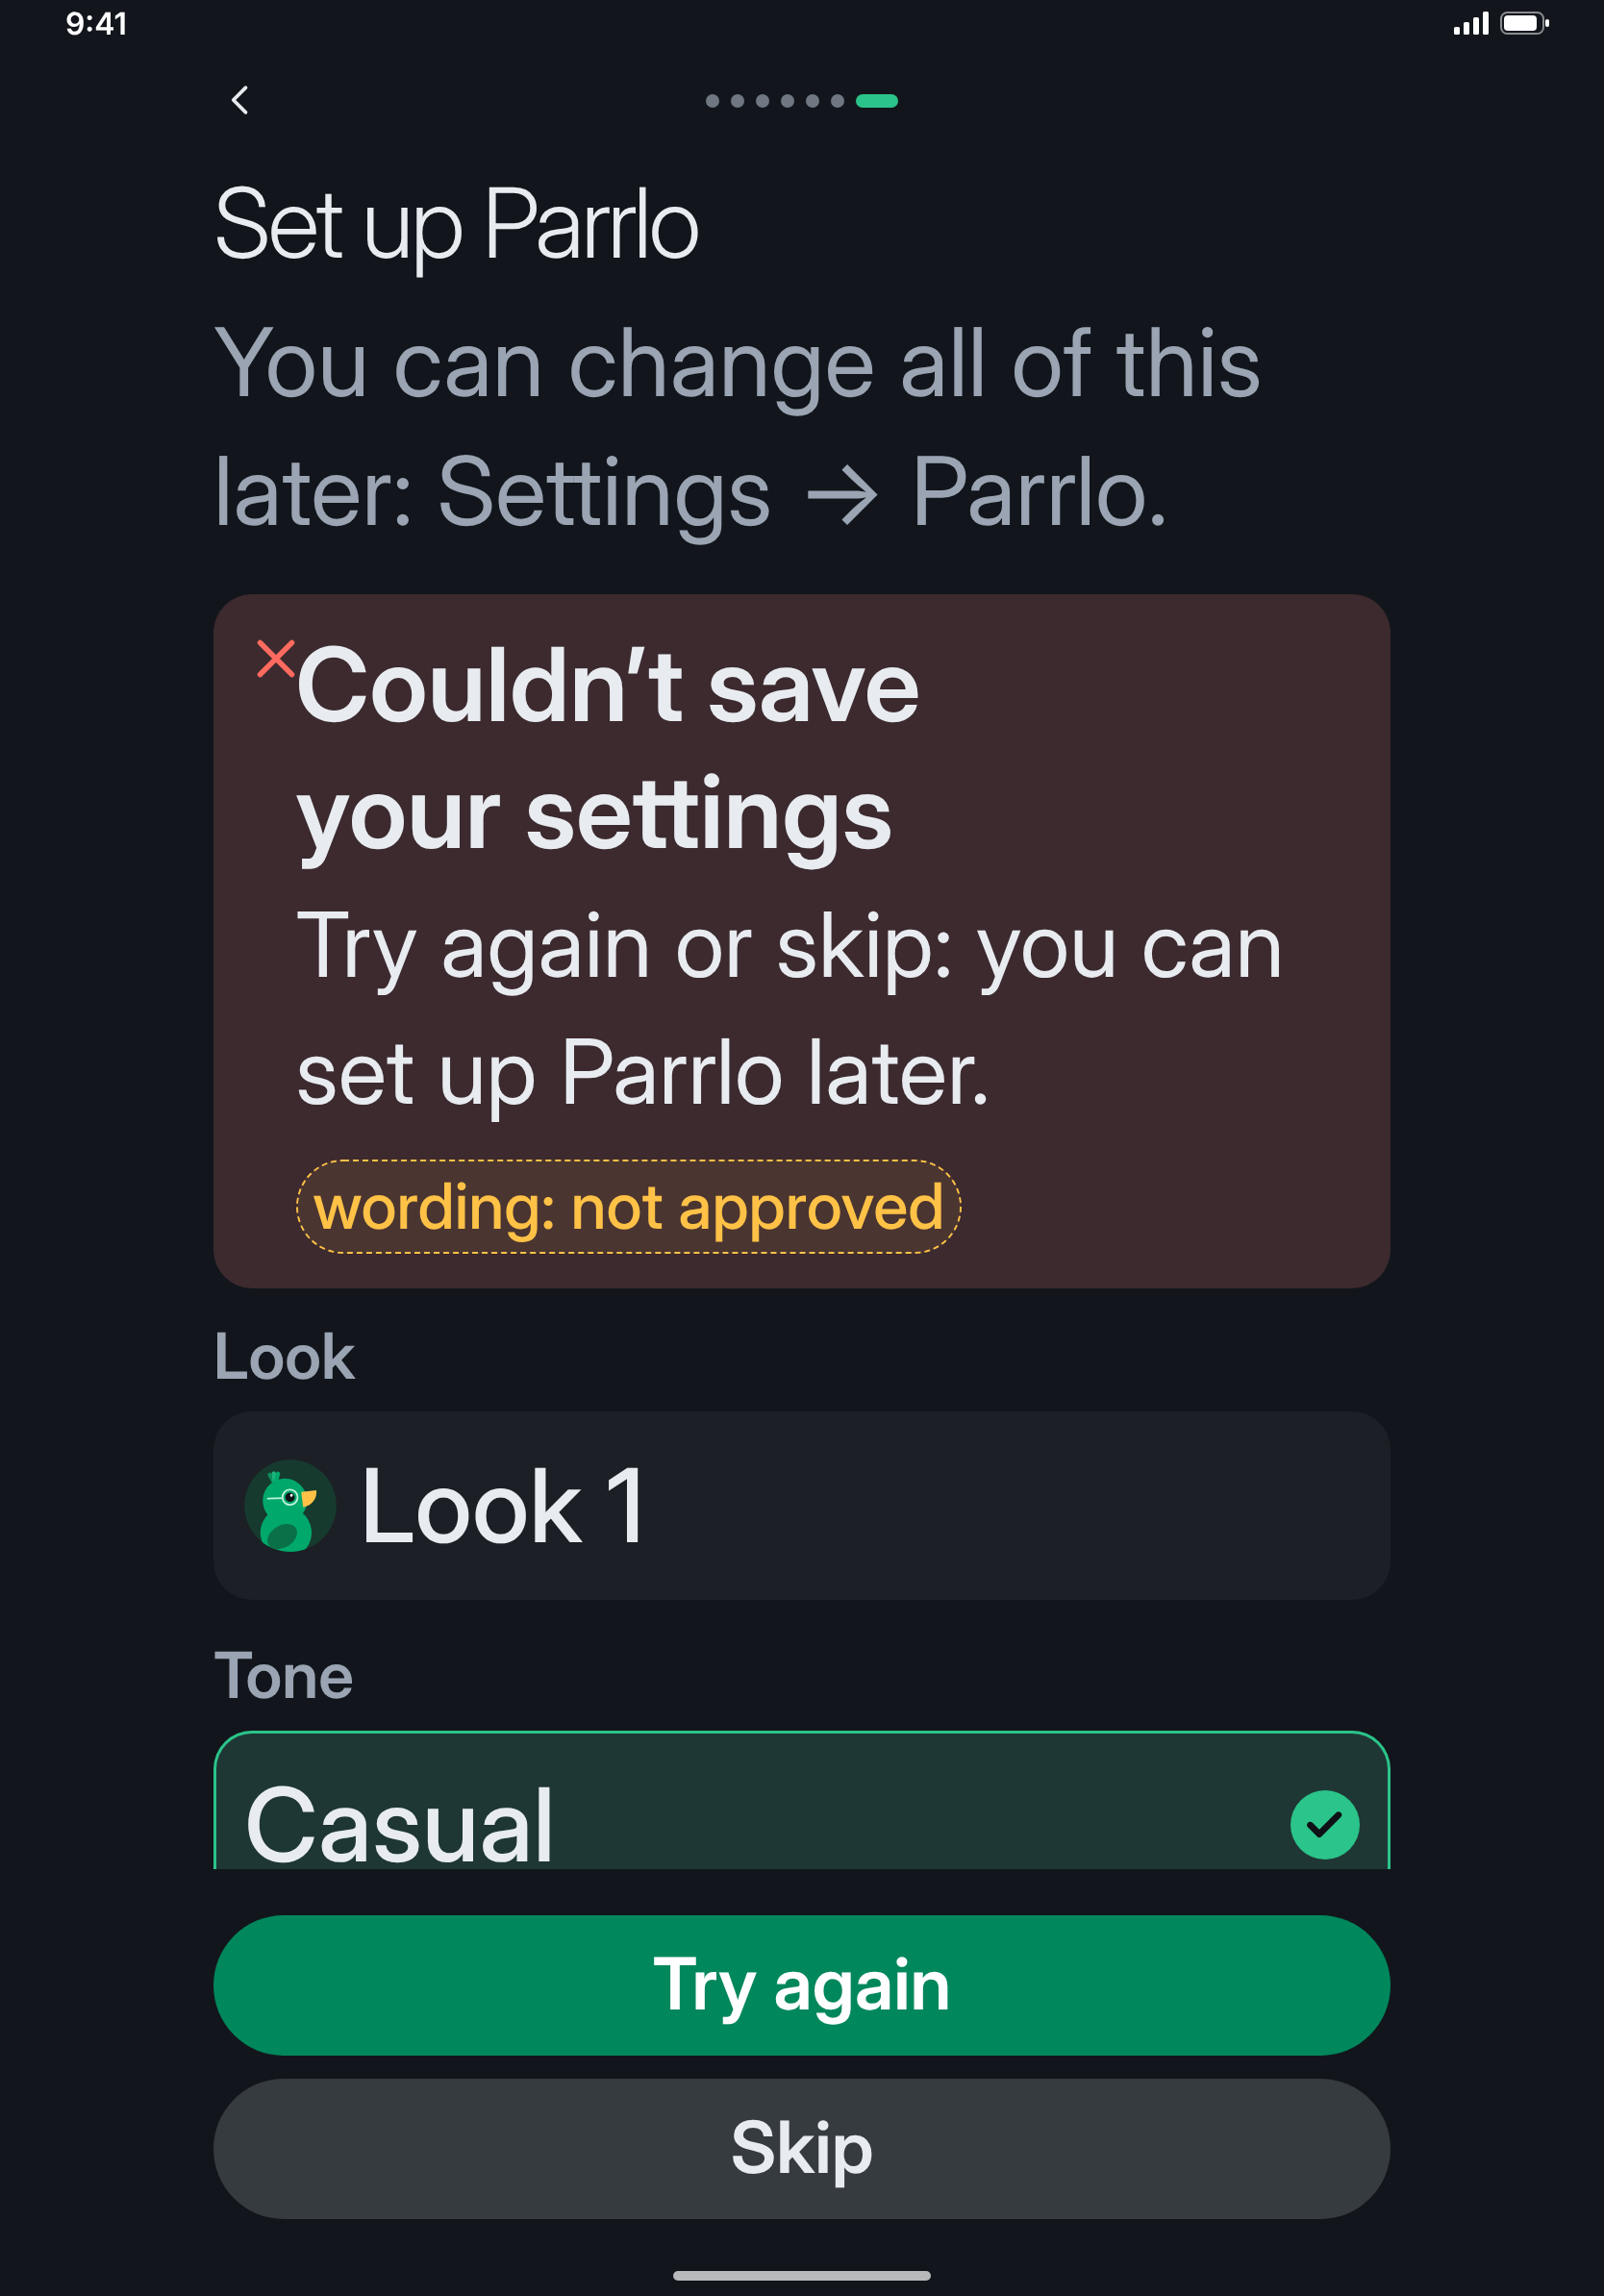 9:41
Set up Parrlo
You can change all of this
later: Settings → Parrlo.
Couldn’t save
your settings
Try again or skip: you can
set up Parrlo later.
wording: not approved
Look
Look 1
Tone
Casual
Try again
Skip